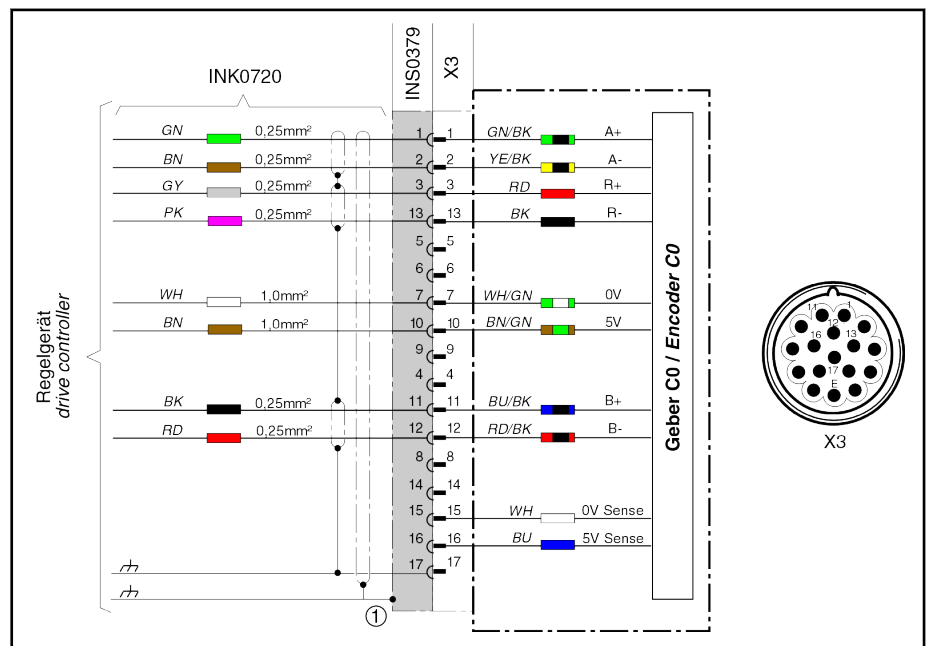 INK0720
INS0379
X3
GN 0,25mm² 1 1 GN/BK A+
BN 0,25mm² 2 2 YE/BK A-
GY 0,25mm² 3 3 RD R+
PK 0,25mm² 13 13 BK R-
5 5
6 6
WH 1,0mm² 7 7 WH/GN 0V
BN 1,0mm² 10 10 BN/GN 5V
9 9
4 4
BK 0,25mm² 11 11 BU/BK B+
RD 0,25mm² 12 12 RD/BK B-
8 8
14 14
15 15 WH 0V Sense
16 16 BU 5V Sense
17 17
1
Regelgerät
drive controller
Geber C0 / Encoder C0
11 1
12
16 13
17
E
X3